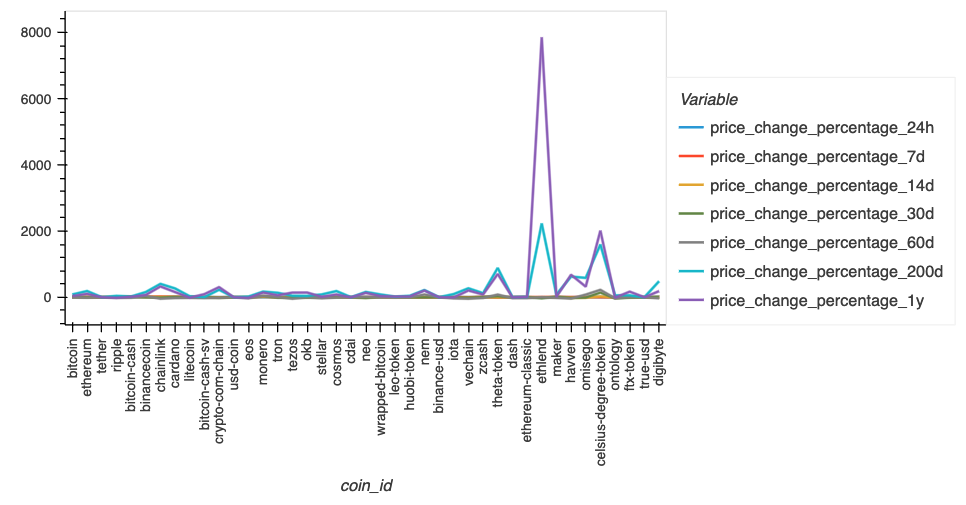 8000
6000
4000
2000
0
bitcoin
ethereum
tether
ripple
bitcoin-cash
binancecoin
chainlink
cardano
litecoin
bitcoin-cash-sv
crypto-com-chain
usd-coin
eos
monero
tron
tezos
okb
stellar
cosmos
cdai
neo
wrapped-bitcoin
leo-token
huobi-token
nem
binance-usd
iota
vechain
zcash
theta-token
dash
ethereum-classic
ethlend
maker
haven
omisego
celsius-degree-token
ontology
ftx-token
true-usd
digibyte
coin_id
Variable
price_change_percentage_24h
price_change_percentage_7d
price_change_percentage_14d
price_change_percentage_30d
price_change_percentage_60d
price_change_percentage_200d
price_change_percentage_1y